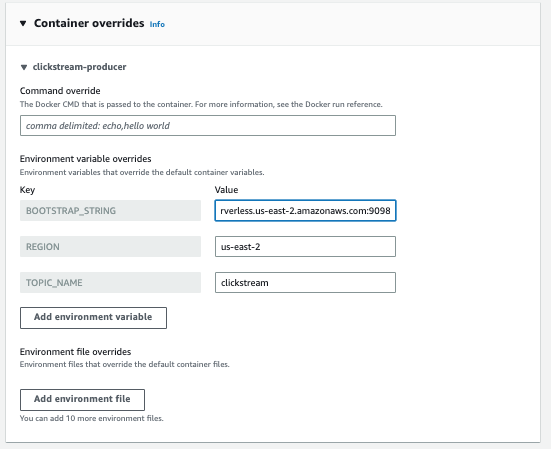 Container overrides Info
clickstream-producer
Command override
The Docker CMD that is passed to the container. For more information, see the Docker run reference.
comma delimited: echo,hello world
Environment variable overrides
Environment variables that override the default container variables.
Key Value
BOOTSTRAP_STRING rverless.us-east-2.amazonaws.com:9098
REGION us-east-2
TOPIC_NAME clickstream
Add environment variable
Environment file overrides
Environment files that override the default container files.
Add environment file
You can add 10 more environment files.